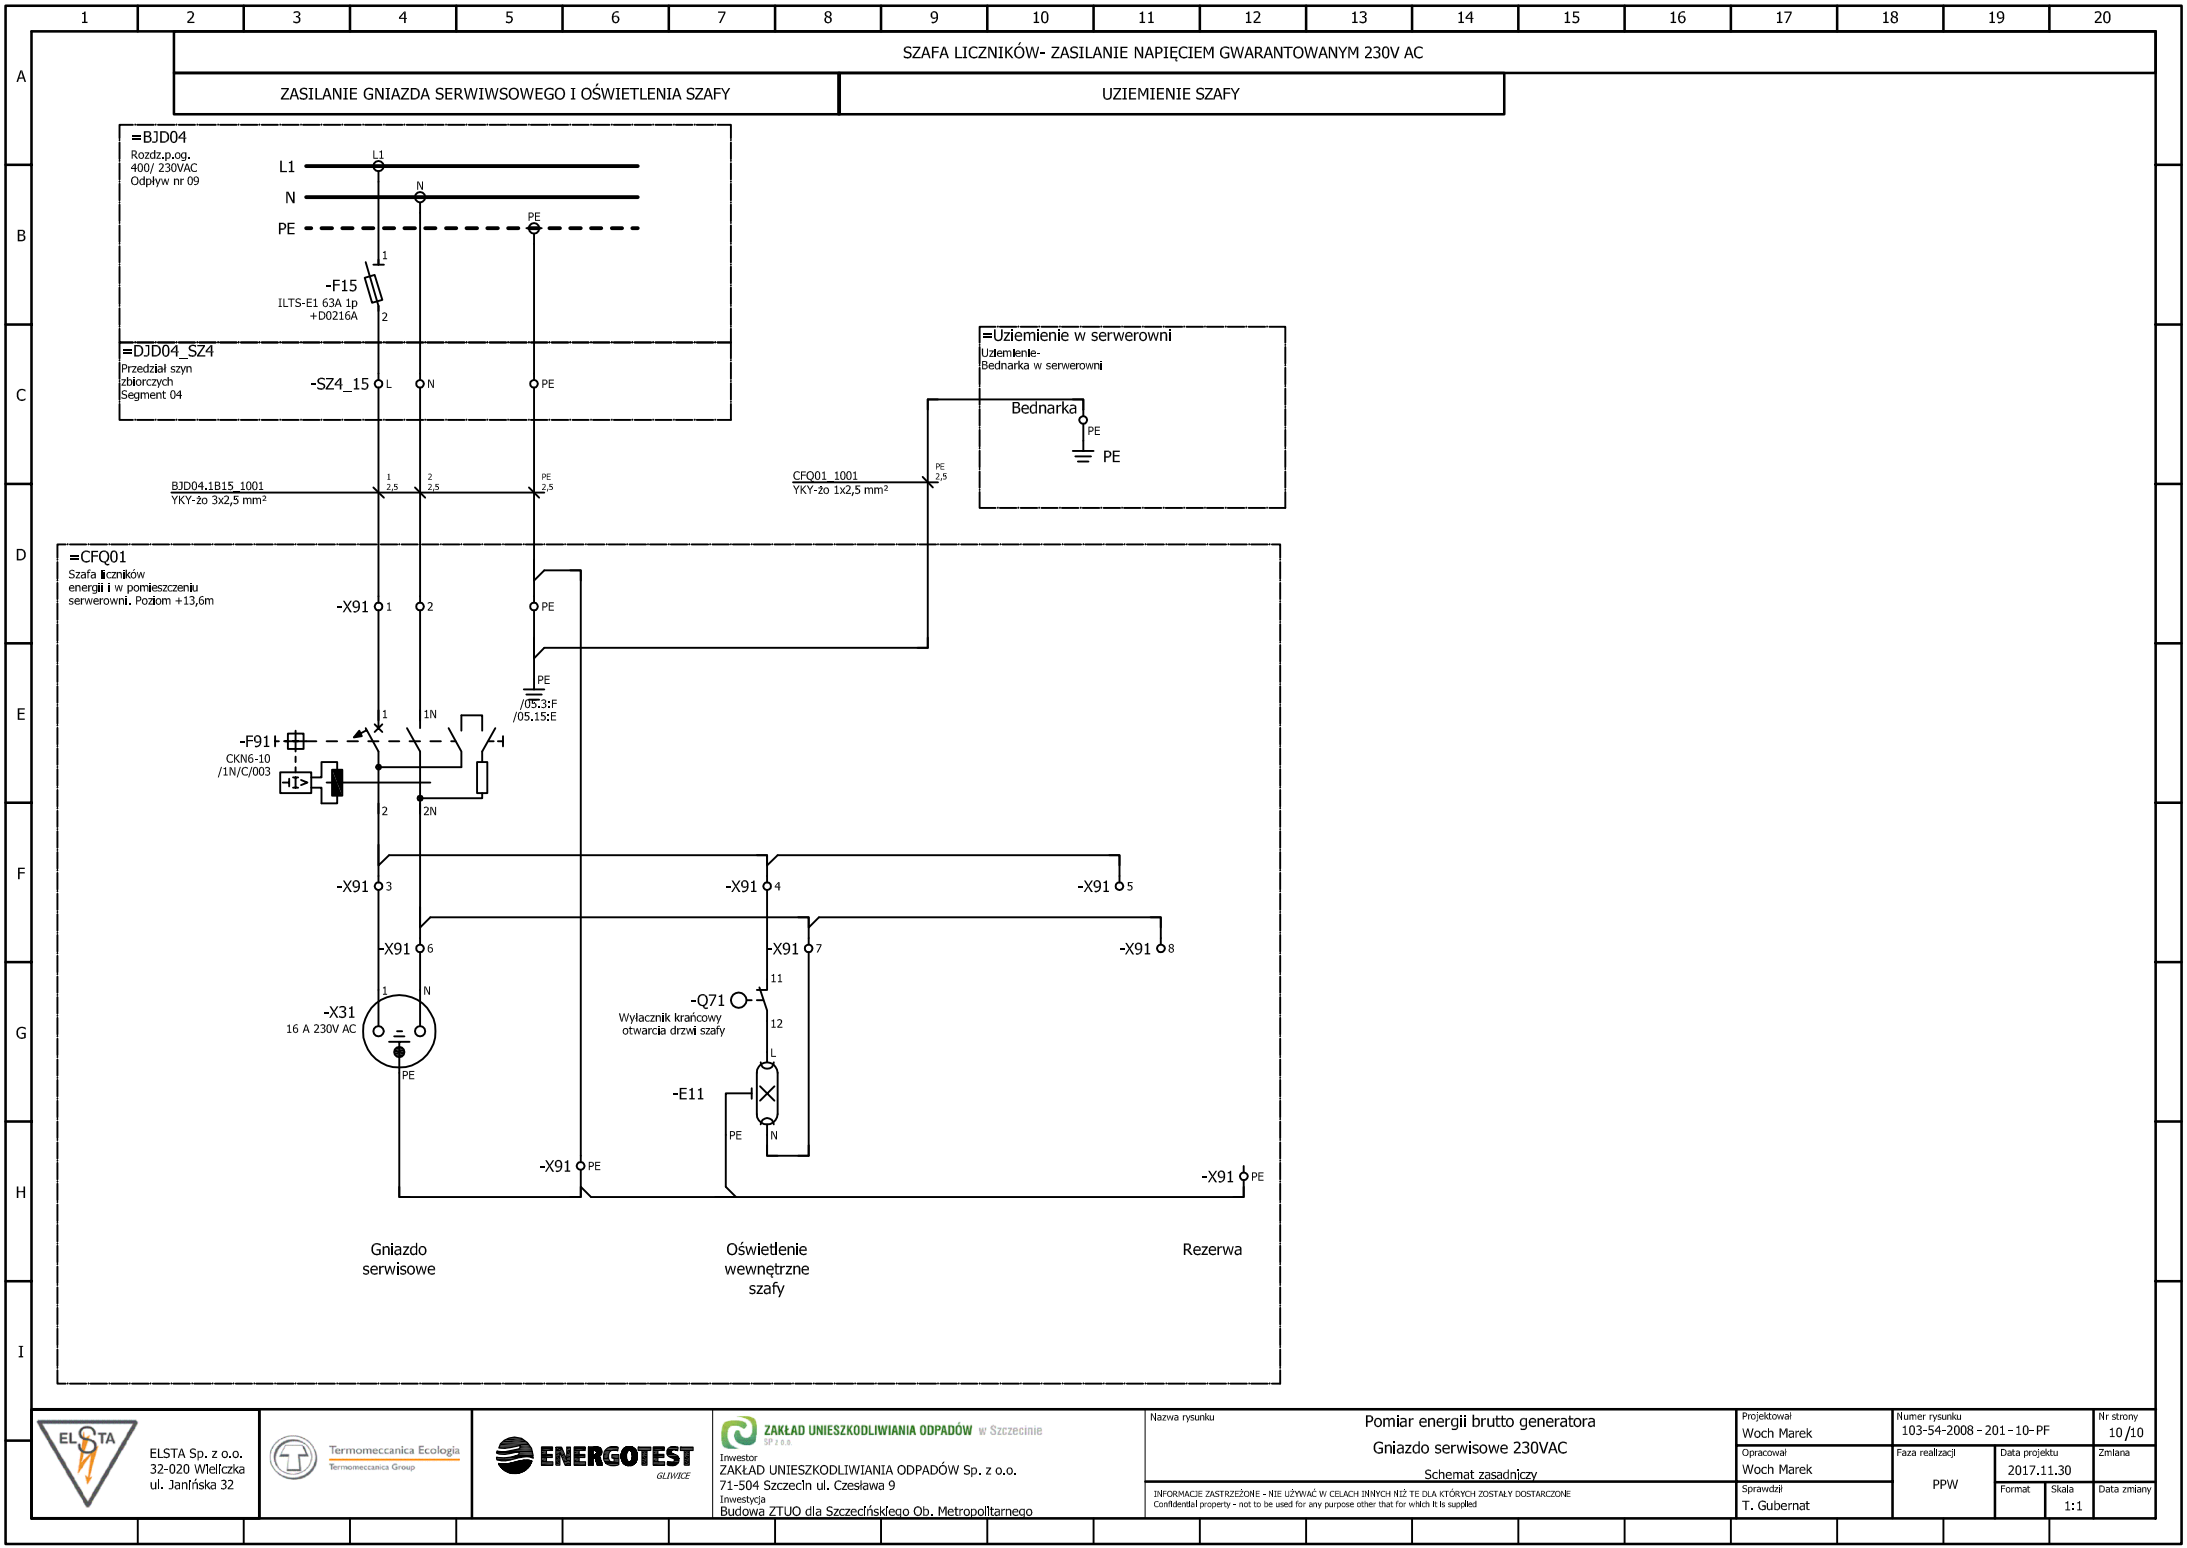 1 2 3 4 5 6 7 8 9 10 11 12 13 14 15 16 17 18 19 20
A
B
C
D
E
F
G
H
I
SZAFA LICZNIKÓW- ZASILANIE NAPIĘCIEM GWARANTOWANYM 230V AC
ZASILANIE GNIAZDA SERWIWSOWEGO I OŚWIETLENIA SZAFY
UZIEMIENIE SZAFY
=BJD04
Rozdz.p.og.
400/ 230VAC
Odpływ nr 09
L1
L1
N
N
PE
PE
1
-F15
ILTS-E1 63A 1p
+D0216A
2
=DJD04_SZ4
Przedział szyn
zbiorczych
Segment 04
-SZ4_15 L N PE
=Uziemienie w serwerowni
Uziemienie-
Bednarka w serwerowni
Bednarka
PE
PE
BJD04.1B15_1001
YKY-żo 3x2,5 mm²
1
2,5
2
2,5
PE
2,5
CFQ01_1001
YKY-żo 1x2,5 mm²
PE
2,5
=CFQ01
Szafa liczników
energii i w pomieszczeniu
serwerowni. Poziom +13,6m
-X91 1 2 PE
PE
/05.3:F
/05.15:E
1 1N
-F91
CKN6-10
/1N/C/003
I>
2 2N
-X91 3
-X91 4
-X91 5
-X91 6
-X91 7
-X91 8
1 N
-X31
16 A 230V AC
PE
11
-Q71
Wyłacznik krańcowy
otwarcia drzwi szafy
12
L
-E11
PE N
-X91 PE
-X91 PE
Gniazdo
serwisowe
Oświetlenie
wewnętrzne
szafy
Rezerwa
ELSTA
ELSTA Sp. z o.o.
32-020 Wieliczka
ul. Janińska 32
Termomeccanica Ecologia
Termomeccanica Group
ENERGOTEST
GLIWICE
ZAKŁAD UNIESZKODLIWIANIA ODPADÓW w Szczecinie
SP z o.o.
Inwestor
ZAKŁAD UNIESZKODLIWIANIA ODPADÓW Sp. z o.o.
71-504 Szczecin ul. Czesława 9
Inwestycja
Budowa ZTUO dla Szczecińskiego Ob. Metropolitarnego
Nazwa rysunku
Pomiar energii brutto generatora
Gniazdo serwisowe 230VAC
Schemat zasadniczy
INFORMACJE ZASTRZEŻONE - NIE UŻYWAĆ W CELACH INNYCH NIŻ TE DLA KTÓRYCH ZOSTAŁY DOSTARCZONE
Confidential property - not to be used for any purpose other that for which it is supplied
Projektował
Woch Marek
Opracował
Woch Marek
Sprawdził
T. Gubernat
Numer rysunku
103-54-2008-201-10-PF
Nr strony
10/10
Faza realizacji
PPW
Data projektu
2017.11.30
Zmiana
Format
Skala
1:1
Data zmiany